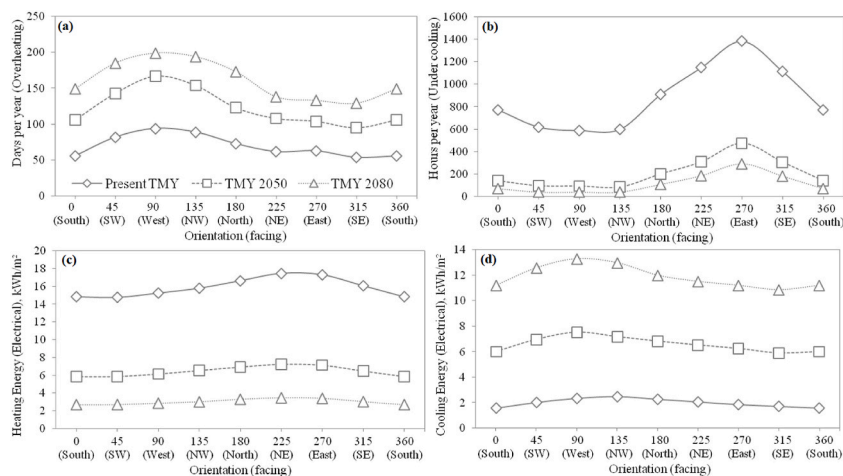 (a)
Days per year (Overheating)
250
200
150
100
50
0
Present TMY
TMY 2050
TMY 2080
0 45 90 135 180 225 270 315 360
(South) (SW) (West) (NW) (North) (NE) (East) (SE) (South)
Orientation (facing)
(b)
Hours per year (Under cooling)
1600
1400
1200
1000
800
600
400
200
0
0 45 90 135 180 225 270 315 360
(South) (SW) (West) (NW) (North) (NE) (East) (SE) (South)
Orientation (facing)
(c)
Heating Energy (Electrical), kWh/m²
20
18
16
14
12
10
8
6
4
2
0
0 45 90 135 180 225 270 315 360
(South) (SW) (West) (NW) (North) (NE) (East) (SE) (South)
Orientation (facing)
(d)
Cooling Energy (Electrical), kWh/m²
14
12
10
8
6
4
2
0
0 45 90 135 180 225 270 315 360
(South) (SW) (West) (NW) (North) (NE) (East) (SE) (South)
Orientation (facing)